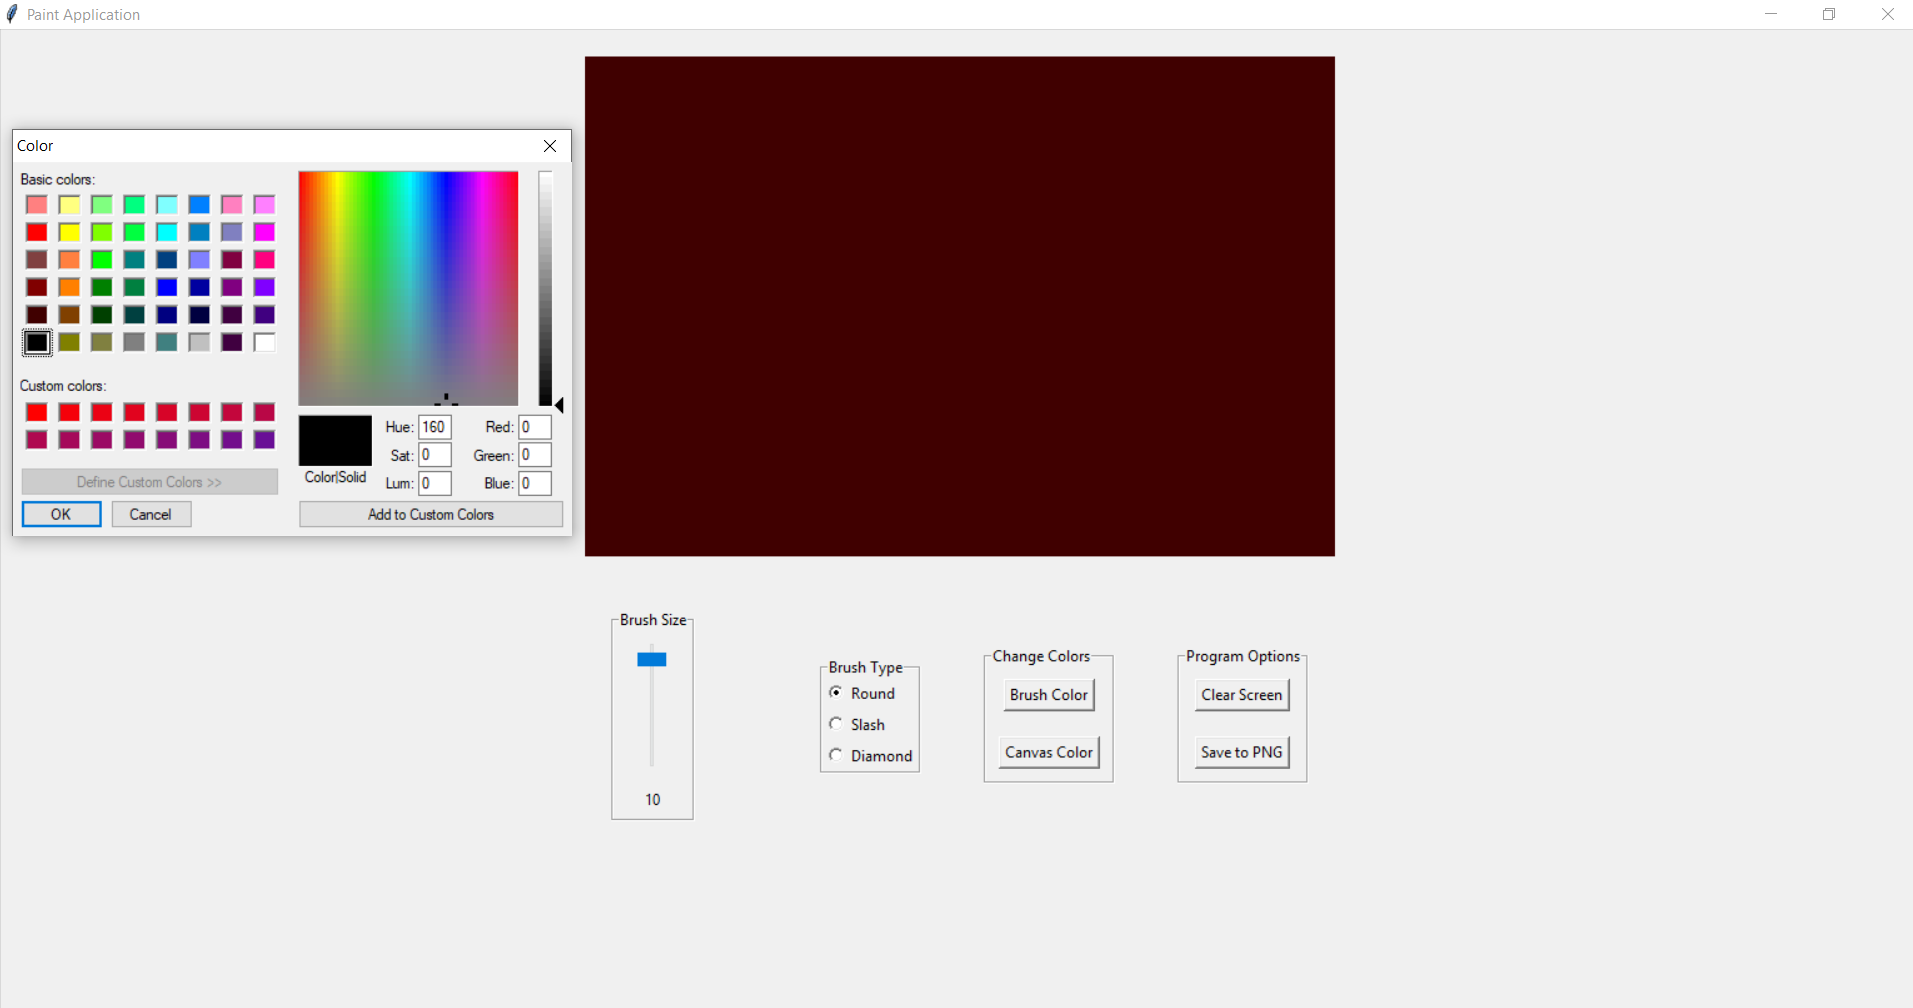 Paint Application
Color
Basic colors:
Custom colors:
Define Custom Colors >>
OK
Cancel
Color|Solid
Hue: 160
Sat: 0
Lum: 0
Red: 0
Green: 0
Blue: 0
Add to Custom Colors
Brush Size
10
Brush Type
Round
Slash
Diamond
Change Colors
Brush Color
Canvas Color
Program Options
Clear Screen
Save to PNG